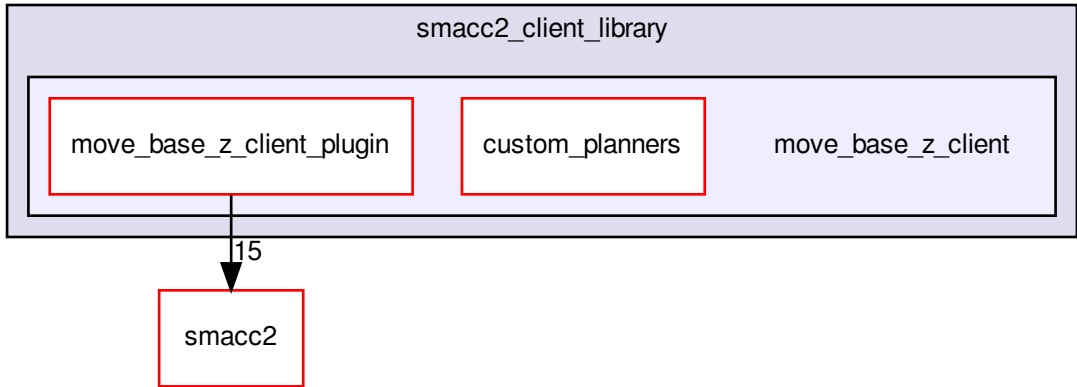 smacc2_client_library
move_base_z_client_plugin
custom_planners
move_base_z_client
15
smacc2